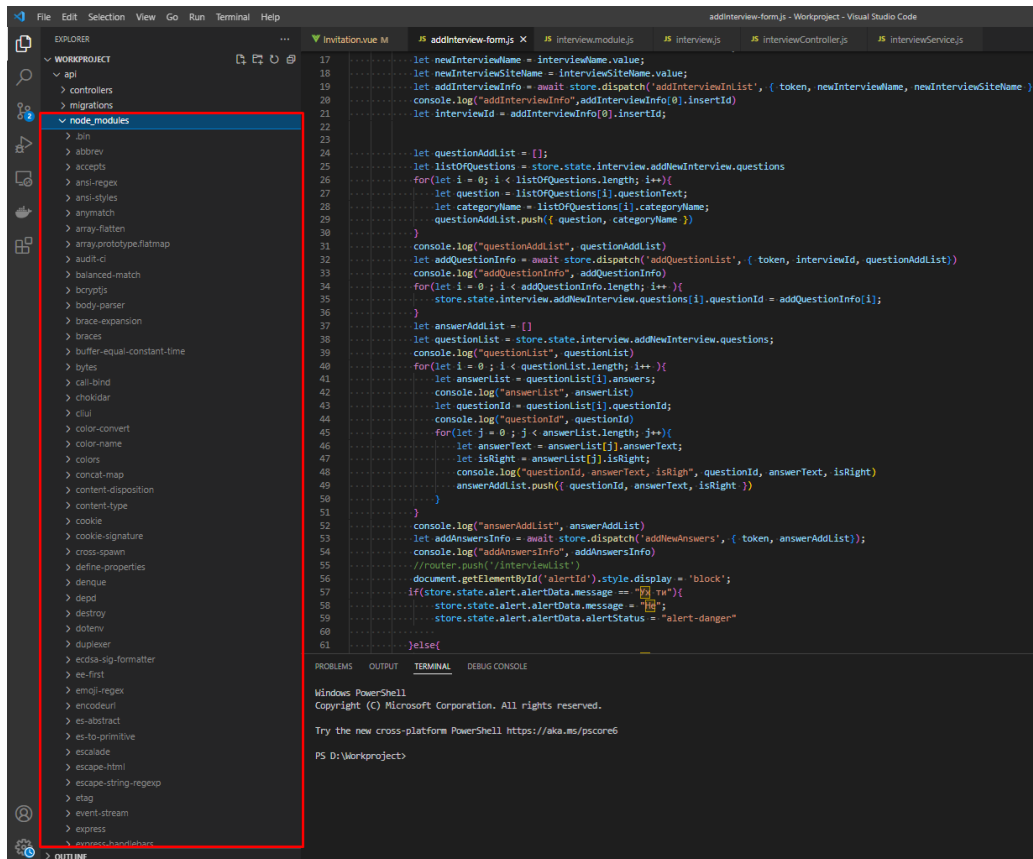 File Edit Selection View Go Run Terminal Help
addInterview-form.js - Workproject - Visual Studio Code
EXPLORER
Invitation.vue M
JS addInterview-form.js
JS interview.module.js
JS interview.js
JS interviewController.js
JS interviewService.js
WORKPROJECT
api
controllers
migrations
node_modules
.bin
abbrev
accepts
ansi-regex
ansi-styles
anymatch
array-flatten
array.prototype.flatmap
audit-ci
balanced-match
bcryptjs
body-parser
brace-expansion
braces
buffer-equal-constant-time
bytes
call-bind
chokidar
cliui
color-convert
color-name
colors
concat-map
content-disposition
content-type
cookie
cookie-signature
cross-spawn
define-properties
denque
depd
destroy
dotenv
duplexer
ecdsa-sig-formatter
ee-first
emoji-regex
encodeurl
es-abstract
es-to-primitive
escalade
escape-html
escape-string-regexp
etag
event-stream
express
express-handlebars
OUTLINE
2
17 let newInterviewName = interviewName.value;
18 let newInterviewSiteName = interviewSiteName.value;
19 let addInterviewInfo = await store.dispatch('addInterviewInList', { token, newInterviewName, newInterviewSiteName }
20 console.log("addInterviewInfo",addInterviewInfo[0].insertId)
21 let interviewId = addInterviewInfo[0].insertId;
22
23
24 let questionAddList = [];
25 let listOfQuestions = store.state.interview.addNewInterview.questions
26 for(let i = 0; i < listOfQuestions.length; i++){
27 let question = listOfQuestions[i].questionText;
28 let categoryName = listOfQuestions[i].categoryName;
29 questionAddList.push({ question, categoryName })
30 }
31 console.log("questionAddList", questionAddList)
32 let addQuestionInfo = await store.dispatch('addQuestionList', { token, interviewId, questionAddList})
33 console.log("addQuestionInfo", addQuestionInfo)
34 for(let i = 0 ; i < addQuestionInfo.length; i++ ){
35 store.state.interview.addNewInterview.questions[i].questionId = addQuestionInfo[i];
36 }
37 let answerAddList = []
38 let questionList = store.state.interview.addNewInterview.questions;
39 console.log("questionList", questionList)
40 for(let i = 0 ; i < questionList.length; i++ ){
41 let answerList = questionList[i].answers;
42 console.log("answerList", answerList)
43 let questionId = questionList[i].questionId;
44 console.log("questionId", questionId)
45 for(let j = 0 ; j < answerList.length; j++){
46 let answerText = answerList[j].answerText;
47 let isRight = answerList[j].isRight;
48 console.log("questionId, answerText, isRigh", questionId, answerText, isRight)
49 answerAddList.push({ questionId, answerText, isRight })
50 }
51 }
52 console.log("answerAddList", answerAddList)
53 let addAnswersInfo = await store.dispatch('addNewAnswers', { token, answerAddList});
54 console.log("addAnswersInfo", addAnswersInfo)
55 //router.push('/interviewList')
56 document.getElementById('alertId').style.display = 'block';
57 if(store.state.alert.alertData.message == "Ух ти"){
58 store.state.alert.alertData.message = "Не";
59 store.state.alert.alertData.alertStatus = "alert-danger"
60
61 }else{
PROBLEMS OUTPUT TERMINAL DEBUG CONSOLE
Windows PowerShell
Copyright (C) Microsoft Corporation. All rights reserved.
Try the new cross-platform PowerShell https://aka.ms/pscore6
PS D:\Workproject>